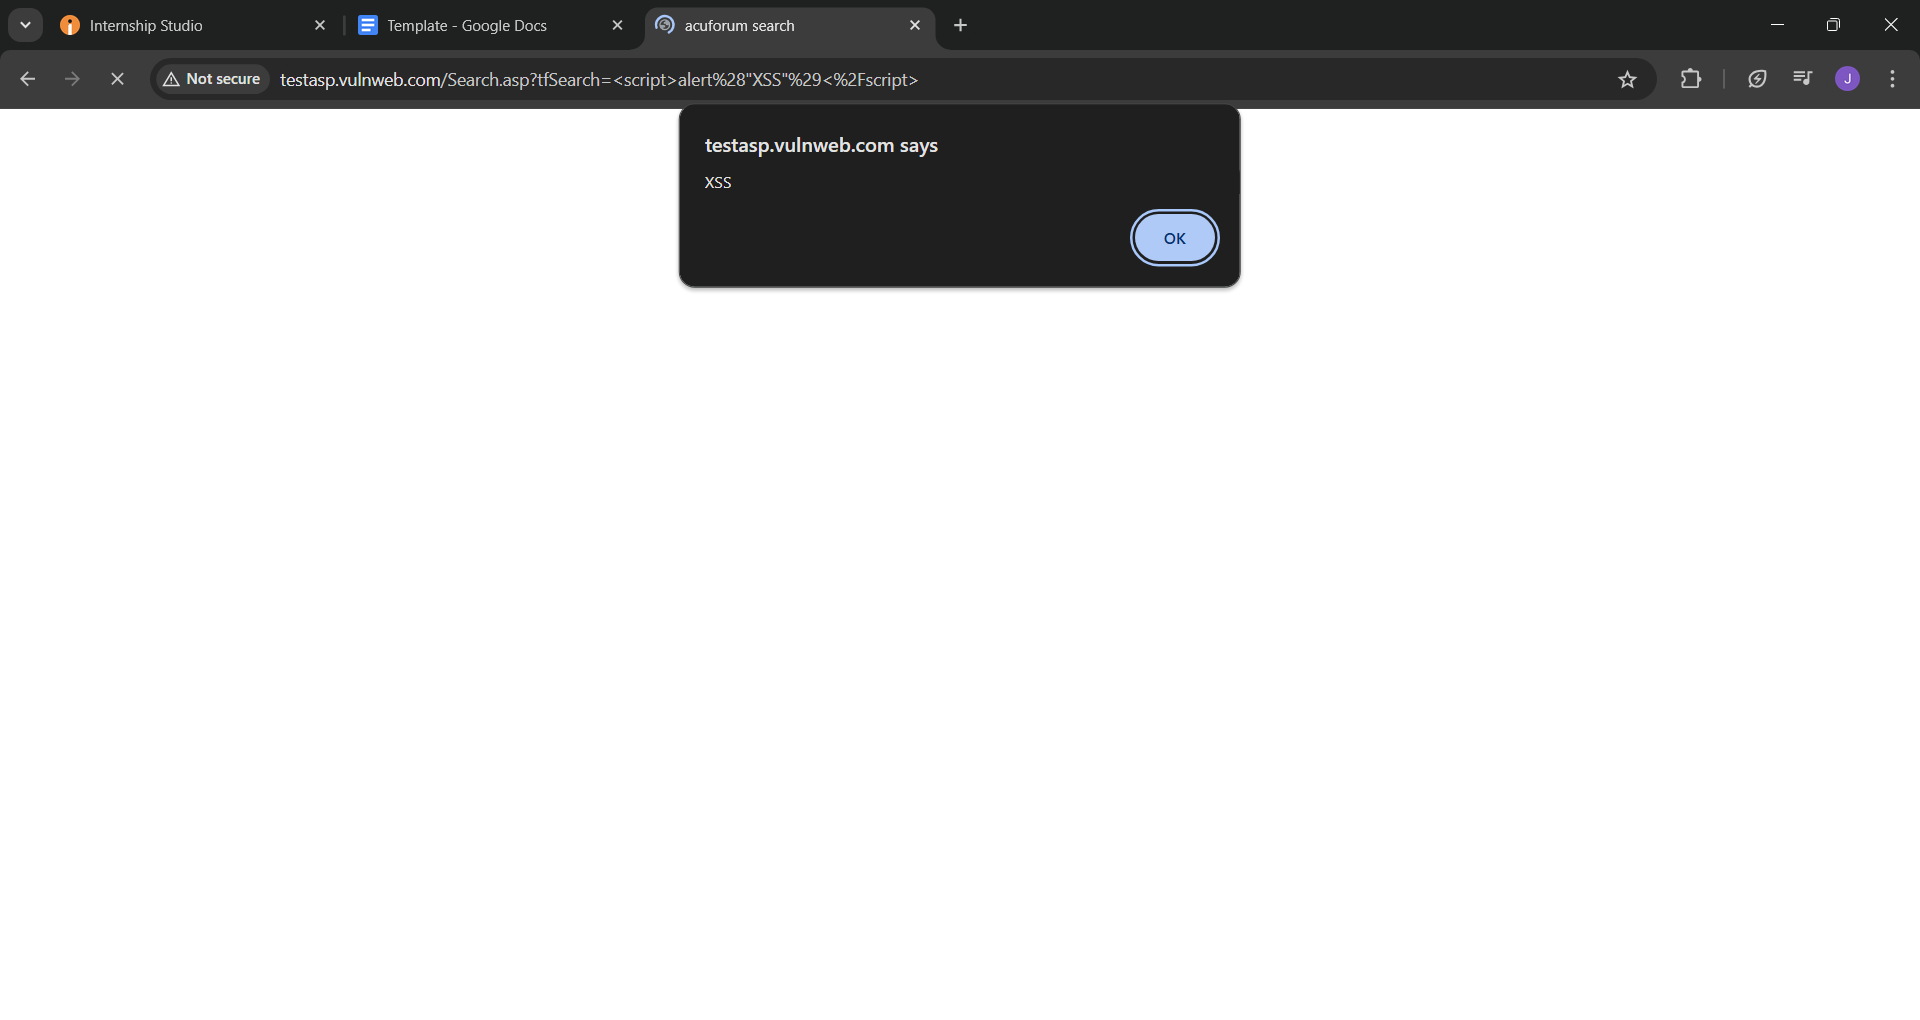 Internship Studio
Template - Google Docs
acuforum search
Not secure
testasp.vulnweb.com/Search.asp?tfSearch=<script>alert%28"XSS"%29<%2Fscript>
J
testasp.vulnweb.com says
XSS
OK